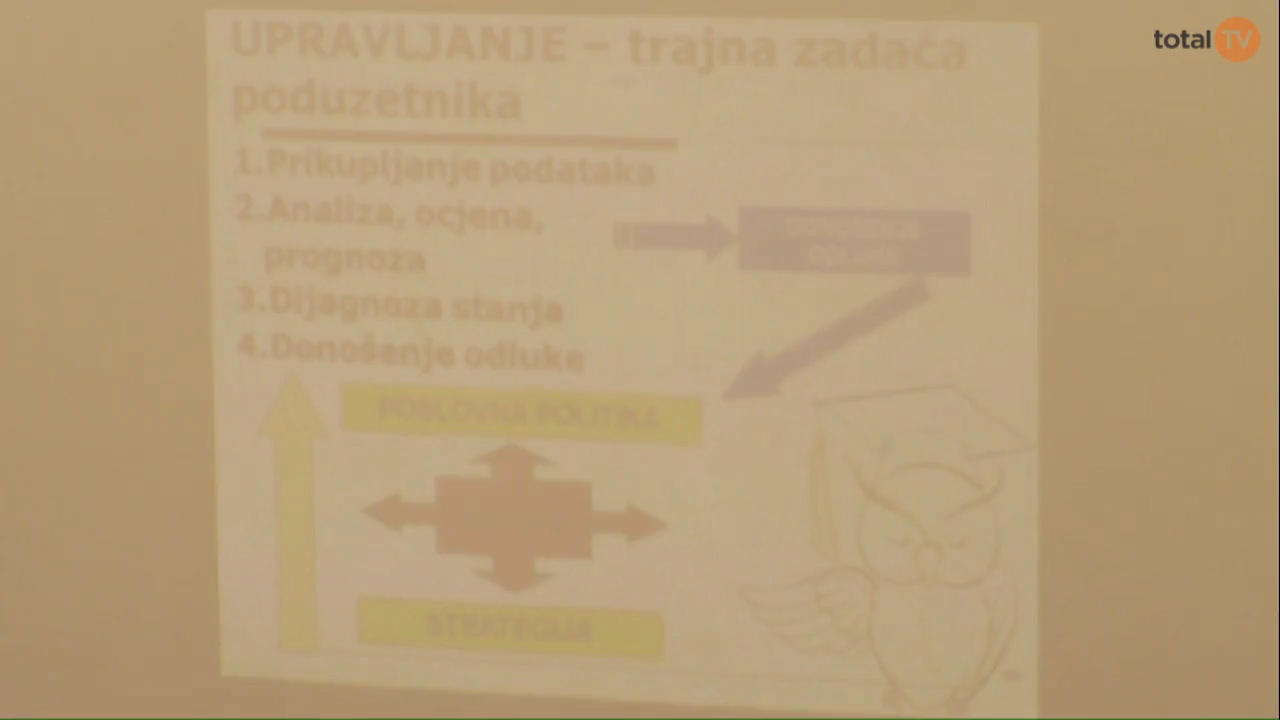 total TV
UPRAVLJANJE – trajna zadaća
poduzetnika
1.Prikupljanje podataka
2.Analiza, ocjena,
prognoza
3.Dijagnoza stanja
4.Donošenje odluke
POSLOVNA POLITIKA
STRATEGIJA